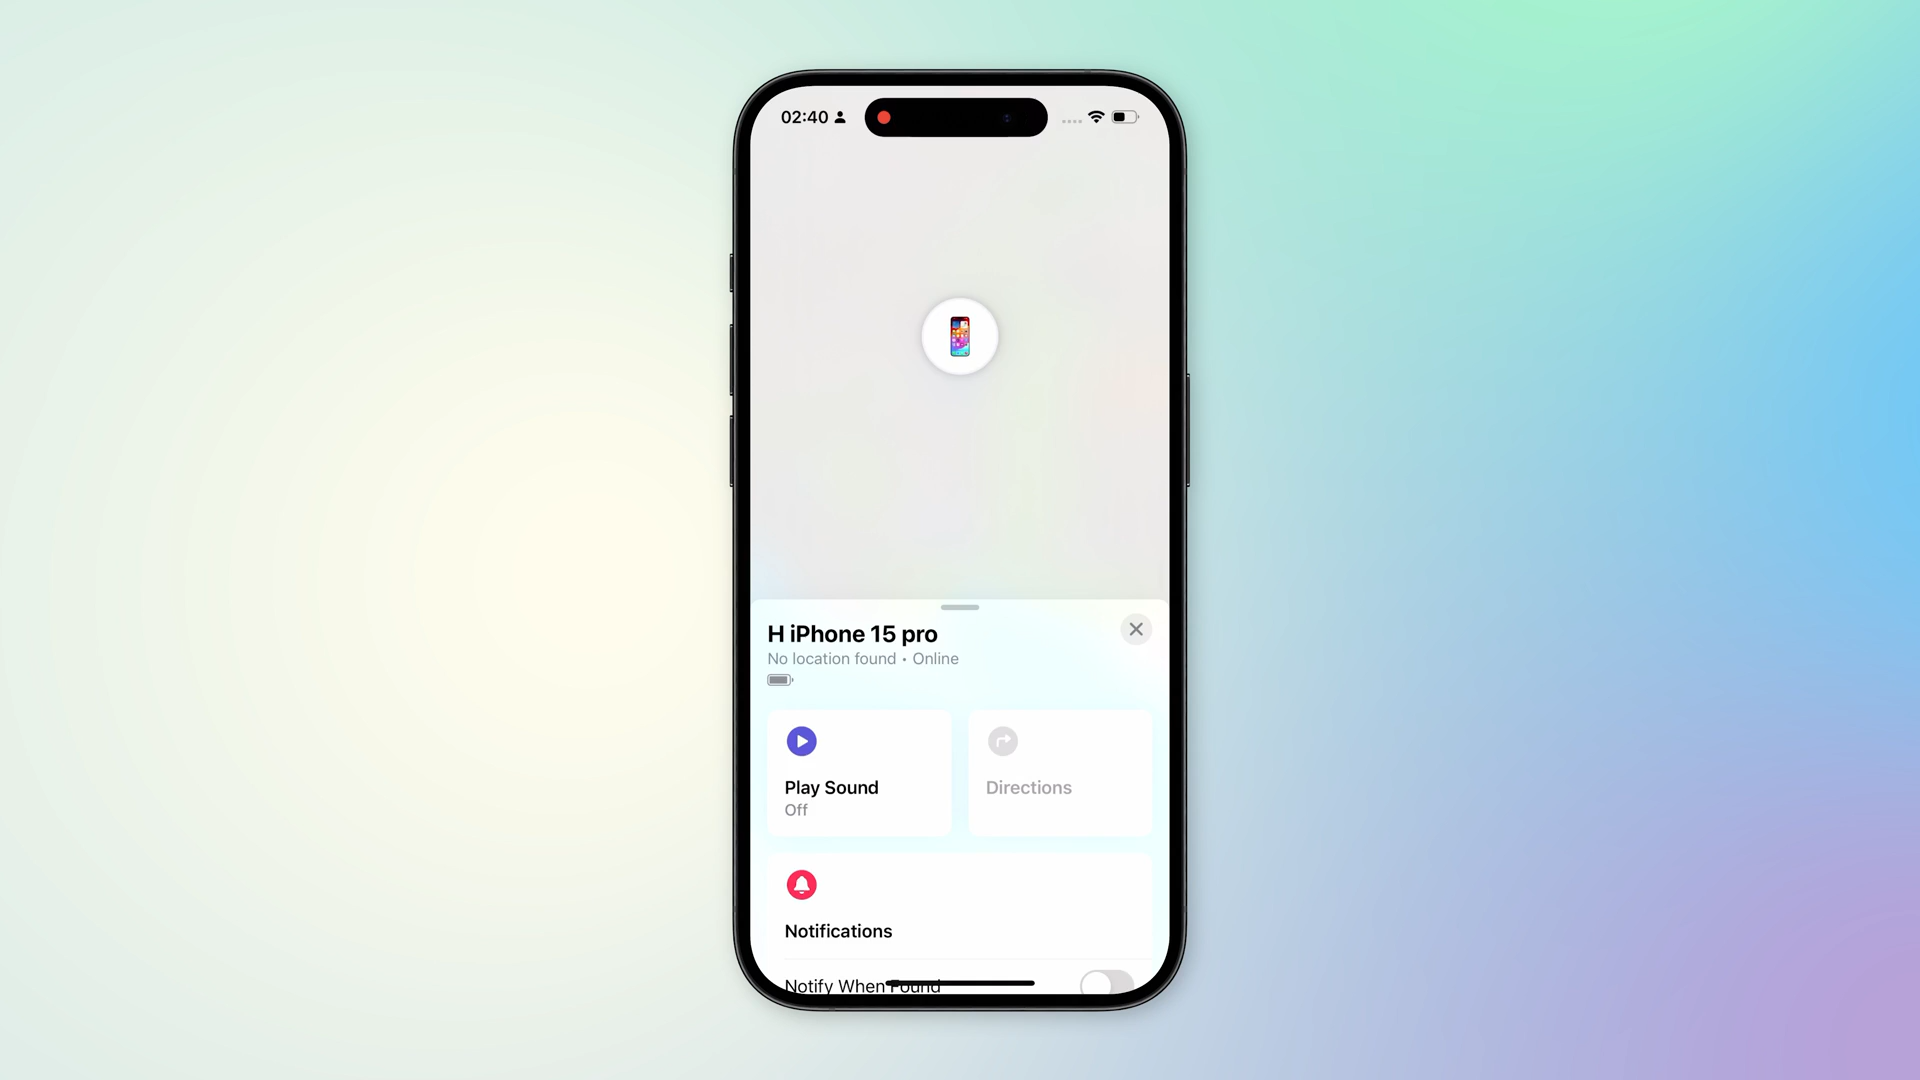 02:40
H iPhone 15 pro
No location found • Online
Play Sound
Off
Directions
Notifications
Notify When Found